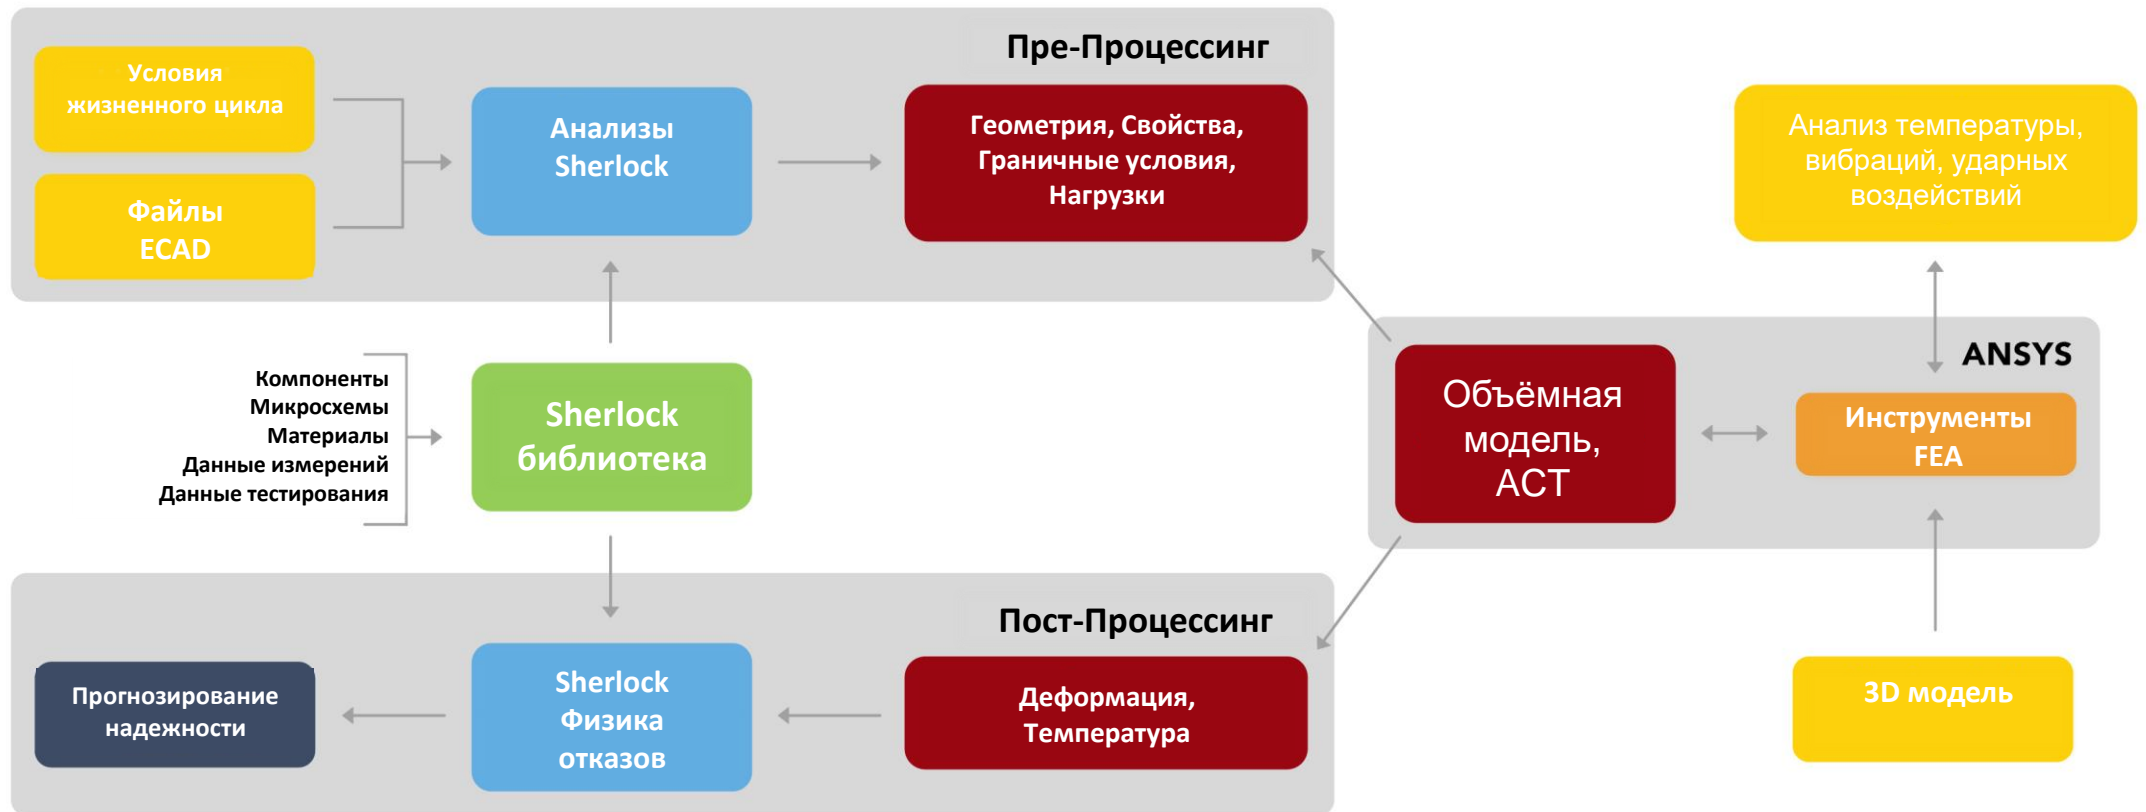 Пре-Процессинг
Условия
жизненного цикла
Файлы
ECAD
Анализы
Sherlock
Геометрия, Свойства,
Граничные условия,
Нагрузки
Анализ температуры,
вибраций, ударных
воздействий
Компоненты
Микросхемы
Материалы
Данные измерений
Данные тестирования
Sherlock
библиотека
ANSYS
Объёмная
модель,
ACT
Инструменты
FEA
Пост-Процессинг
Прогнозирование
надежности
Sherlock
Физика
отказов
Деформация,
Температура
3D модель